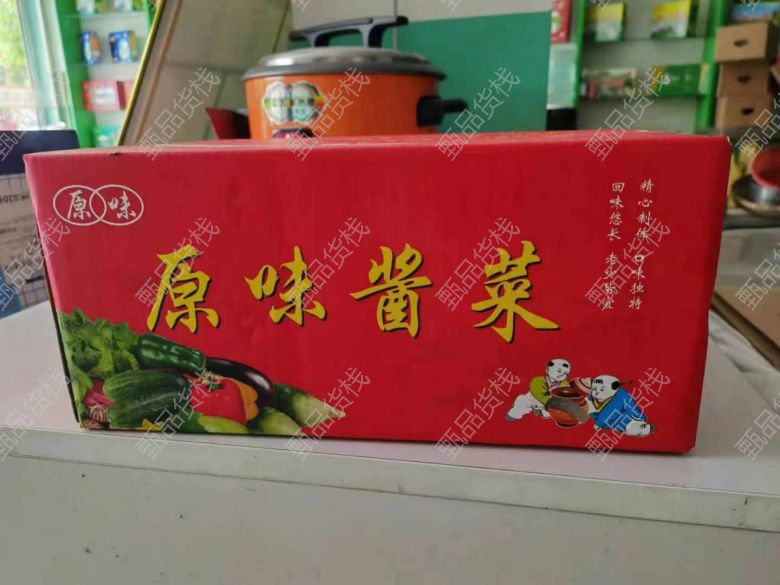 原味
原味酱菜
精心制作 口味独特
回味悠长 老少皆宜
甄品货栈